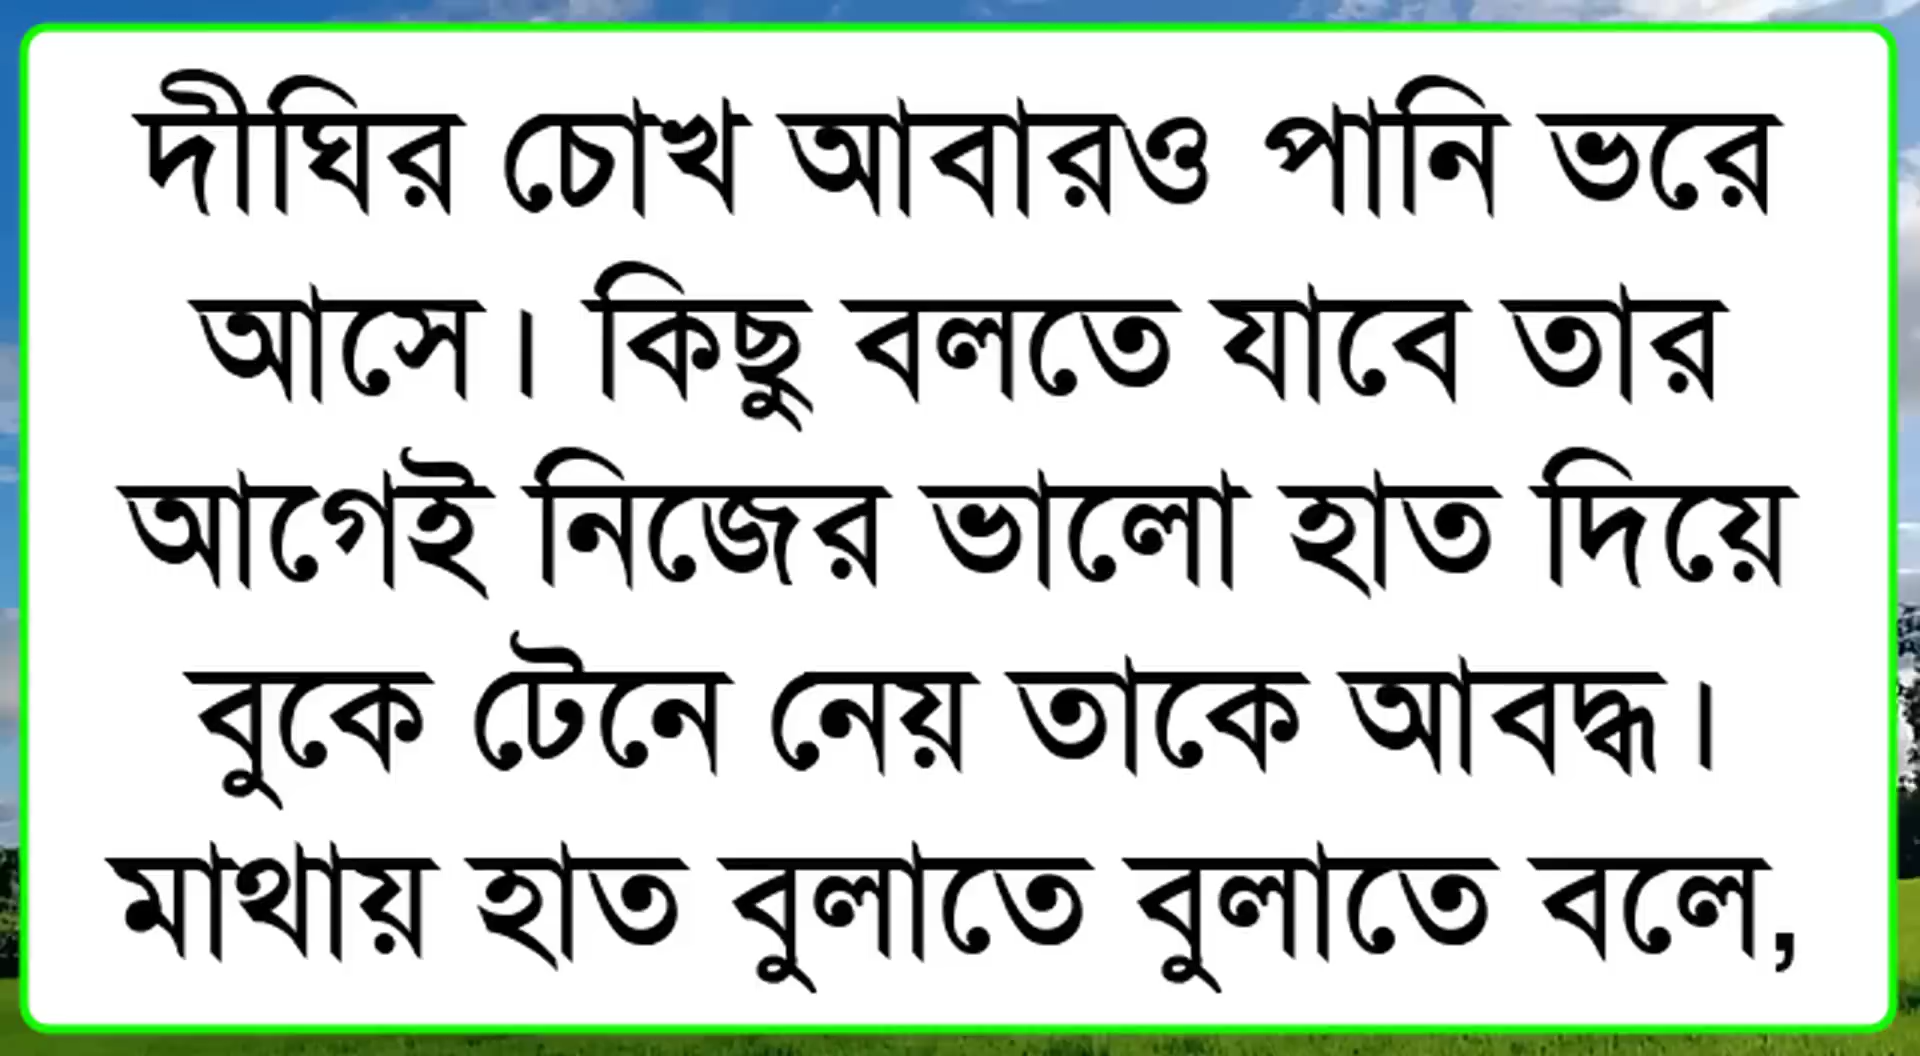 দীঘির চোখ আবারও পানি ভরে
আসে। কিছু বলতে যাবে তার
আগেই নিজের ভালো হাত দিয়ে
বুকে টেনে নেয় তাকে আবদ্ধ।
মাথায় হাত বুলাতে বুলাতে বলে,